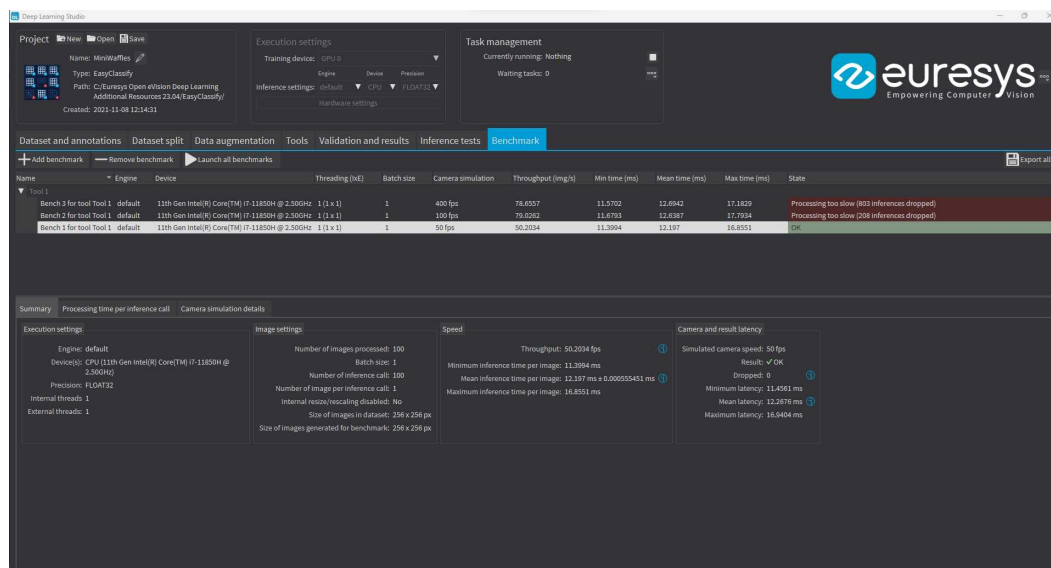 Deep Learning Studio
Project New Open Save
Name: MiniWaffles
Type: EasyClassify
Path: C:/Euresys Open eVision Deep Learning
Additional Resources 23.04/EasyClassify/
Created: 2021-11-08 12:14:31
Execution settings
Training device: GPU 0
Engine Device Precision
Inference settings: default CPU FLOAT32
Hardware settings
Task management
Currently running: Nothing
Waiting tasks: 0
euresys
Empowering Computer Vision
Dataset and annotations Dataset split Data augmentation Tools Validation and results Inference tests Benchmark
Add benchmark Remove benchmark Launch all benchmarks Export all
Name Engine Device Threading (IxE) Batch size Camera simulation Throughput (img/s) Min time (ms) Mean time (ms) Max time (ms) State
Tool 1
Bench 3 for tool Tool 1 default 11th Gen Intel(R) Core(TM) i7-11850H @ 2.50GHz 1 (1 x 1) 1 400 fps 78.6557 11.5702 12.6942 17.1829 Processing too slow (803 inferences dropped)
Bench 2 for tool Tool 1 default 11th Gen Intel(R) Core(TM) i7-11850H @ 2.50GHz 1 (1 x 1) 1 100 fps 79.0262 11.6793 12.6387 17.7934 Processing too slow (208 inferences dropped)
Bench 1 for tool Tool 1 default 11th Gen Intel(R) Core(TM) i7-11850H @ 2.50GHz 1 (1 x 1) 1 50 fps 50.2034 11.3994 12.197 16.8551 OK
Summary Processing time per inference call Camera simulation details
Execution settings
Engine: default
Device(s): CPU (11th Gen Intel(R) Core(TM) i7-11850H @
2.50GHz)
Precision: FLOAT32
Internal threads 1
External threads: 1
Image settings
Number of images processed: 100
Batch size: 1
Number of inference call: 100
Number of image per inference call: 1
Internal resize/rescaling disabled: No
Size of images in dataset: 256 x 256 px
Size of images generated for benchmark: 256 x 256 px
Speed
Throughput: 50.2034 fps
Minimum inference time per image: 11.3994 ms
Mean inference time per image: 12.197 ms ± 0.000555451 ms
Maximum inference time per image: 16.8551 ms
Camera and result latency
Simulated camera speed: 50 fps
Result: ✓ OK
Dropped: 0
Minimum latency: 11.4561 ms
Mean latency: 12.2676 ms
Maximum latency: 16.9404 ms